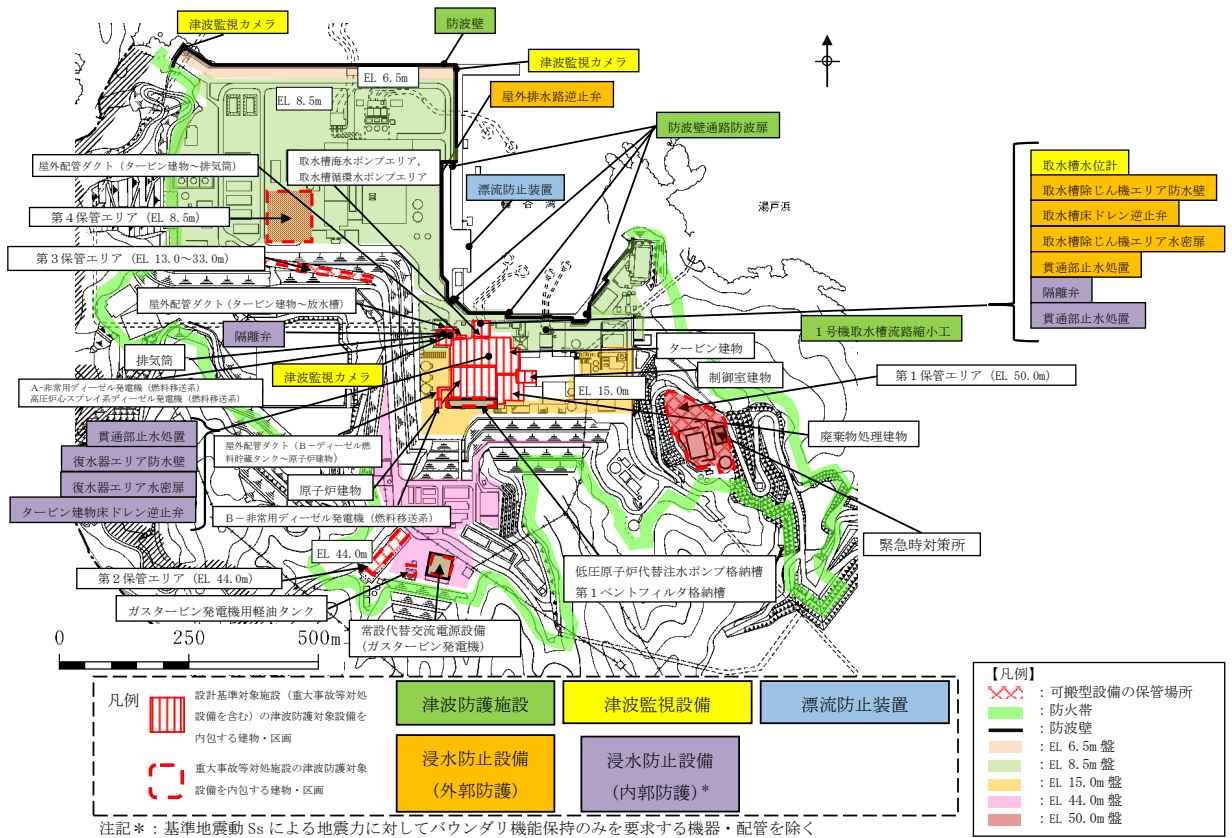 津波監視カメラ
防波壁
津波監視カメラ
EL 6.5m
EL 8.5m
屋外排水路逆止弁
防波壁通路防波扉
屋外配管ダクト（タービン建物～排気筒）
取水槽海水ポンプエリア，
取水槽循環水ポンプエリア
漂流防止装置
輪谷湾
湯戸浜
取水槽水位計
取水槽除じん機エリア防水壁
取水槽床ドレン逆止弁
取水槽除じん機エリア水密扉
貫通部止水処置
隔離弁
貫通部止水処置
第４保管エリア（EL 8.5m）
第３保管エリア（EL 13.0～33.0m）
屋外配管ダクト（タービン建物～放水槽）
隔離弁
排気筒
津波監視カメラ
１号機取水槽流路縮小工
タービン建物
制御室建物
第１保管エリア（EL 50.0m）
EL 15.0m
A-非常用ディーゼル発電機（燃料移送系）
高圧炉心スプレイ系ディーゼル発電機（燃料移送系）
廃棄物処理建物
貫通部止水処置
復水器エリア防水壁
復水器エリア水密扉
タービン建物床ドレン逆止弁
屋外配管ダクト（B－ディーゼル燃
料貯蔵タンク～原子炉建物）
原子炉建物
B－非常用ディーゼル発電機（燃料移送系）
緊急時対策所
EL 44.0m
第２保管エリア（EL 44.0m）
ガスタービン発電機用軽油タンク
低圧原子炉代替注水ポンプ格納槽
第１ベントフィルタ格納槽
常設代替交流電源設備
(ガスタービン発電機)
0 250 500m
凡例
設計基準対象施設（重大事故等対処
設備を含む）の津波防護対象設備を
内包する建物・区画
重大事故等対処施設の津波防護対象
設備を内包する建物・区画
津波防護施設
津波監視設備
漂流防止装置
浸水防止設備
(外郭防護)
浸水防止設備
(内郭防護)＊
【凡例】
：可搬型設備の保管場所
：防火帯
：防波壁
：EL 6.5m 盤
：EL 8.5m 盤
：EL 15.0m 盤
：EL 44.0m 盤
：EL 50.0m 盤
注記＊：基準地震動 Ss による地震力に対してバウンダリ機能保持のみを要求する機器・配管を除く